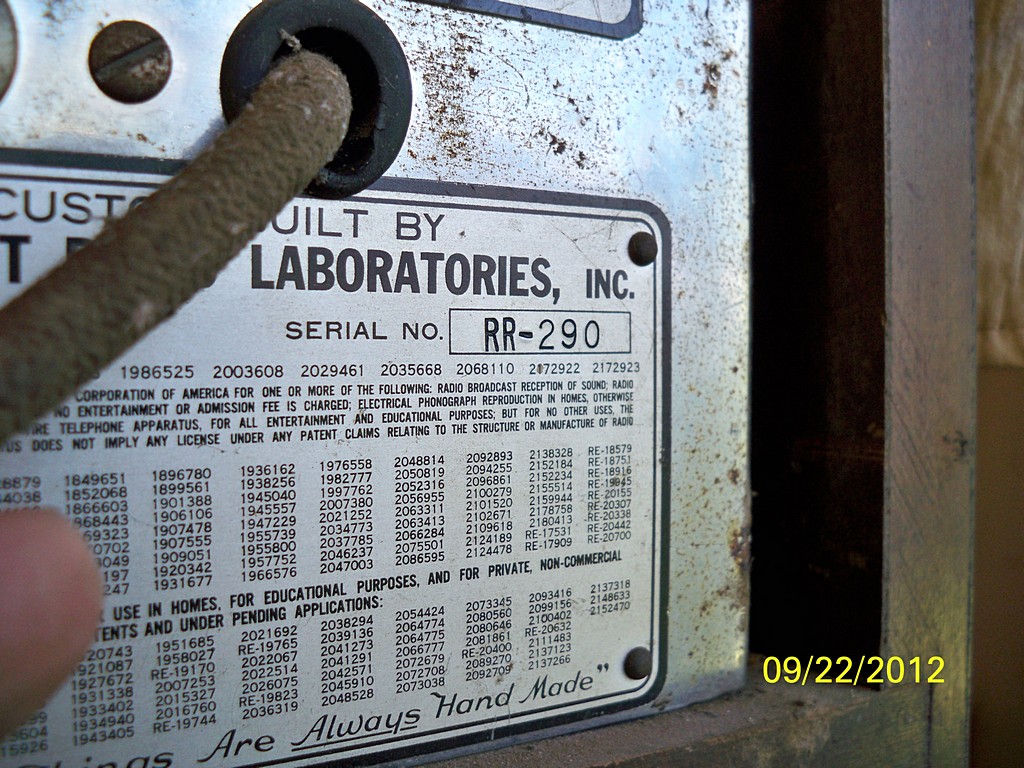 BUILT BY
LABORATORIES, INC.
SERIAL NO. RR-290
1986525 2003608 2029461 2035668 2068110 2172922 2172923
CORPORATION OF AMERICA FOR ONE OR MORE OF THE FOLLOWING: RADIO BROADCAST RECEPTION OF SOUND; RADIO
NO ENTERTAINMENT OR ADMISSION FEE IS CHARGED; ELECTRICAL PHONOGRAPH REPRODUCTION IN HOMES, OTHERWISE
TELEPHONE APPARATUS, FOR ALL ENTERTAINMENT AND EDUCATIONAL PURPOSES; BUT FOR NO OTHER USES, THE
DOES NOT IMPLY ANY LICENSE UNDER ANY PATENT CLAIMS RELATING TO THE STRUCTURE OR MANUFACTURE OF RADIO
1849651 1896780 1936162 1976558 2048814 2092893 2138328 RE-18579
1852068 1899561 1938256 1982777 2050819 2094255 2152184 RE-18751
1866603 1901388 1945040 1997762 2052316 2096861 2152234 RE-18916
1906106 1945557 2007380 2056955 2100279 2155514
1907478 1947229 2021252 2063311 2101520 2159944 RE-20155
1907555 1955739 2034773 2063413 2102671 2178758 RE-20307
1909051 1955800 2037785 2066284 2109618 2180413 RE-20338
1920342 1957752 2046237 2075501 2124189 RE-17531 RE-20442
1931677 1966576 2047003 2086595 2124478 RE-17909 RE-20700
USE IN HOMES, FOR EDUCATIONAL PURPOSES, AND FOR PRIVATE, NON-COMMERCIAL
AND UNDER PENDING APPLICATIONS:
1951685 2021692 2038294 2054424 2073345 2093416 2137318
1958027 RE-19765 2039136 2064774 2080560 2099156 2148633
RE-19170 2022067 2041273 2064775 2080646 2100402 2152470
2007253 2022514 2041291 2066777 2081861 RE-20632
1931338 2015327 2026075 2042571 2072679 RE-20400 2111483
1933402 2016760 RE-19823 2045910 2072708 2089270 2137123
1934940 RE-19744 2036319 2048528 2073038 2092709 2137266
1943405
Are Always Hand Made"
09/22/2012